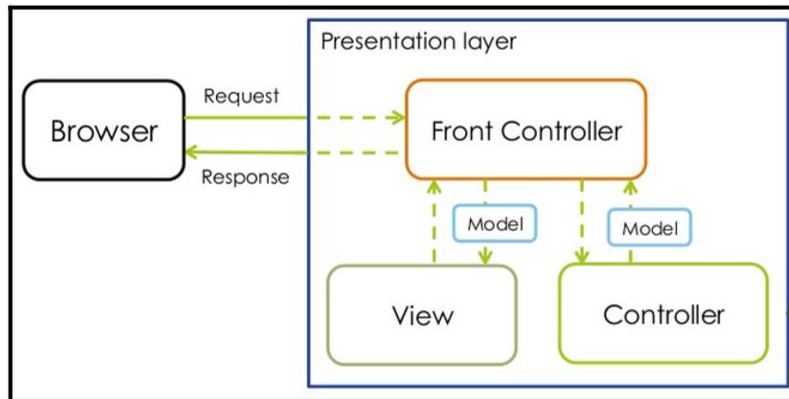 Presentation layer
Request
Browser
Front Controller
Response
Model
Model
View
Controller